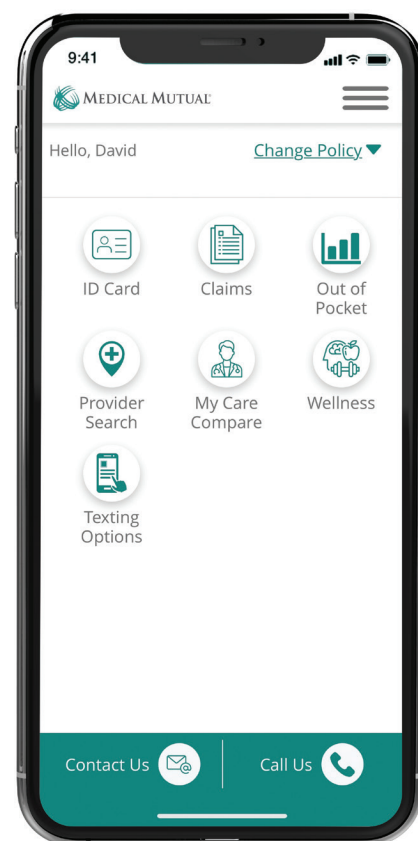 9:41
MEDICAL MUTUAL®
Hello, David
Change Policy
ID Card
Claims
Out of
Pocket
Provider
Search
My Care
Compare
Wellness
Texting
Options
Contact Us
Call Us